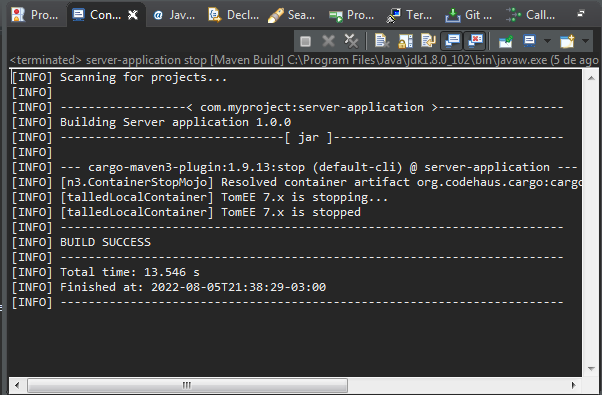 Pro... Con... Jav... Decl... Sea... Pro... Ter... Git ... Call...
<terminated> server-application stop [Maven Build] C:\Program Files\Java\jdk1.8.0_102\bin\javaw.exe (5 de ago
[INFO] Scanning for projects...
[INFO]
[INFO] ------------------< com.myproject:server-application >------------------
[INFO] Building Server application 1.0.0
[INFO] --------------------------------[ jar ]---------------------------------
[INFO]
[INFO] --- cargo-maven3-plugin:1.9.13:stop (default-cli) @ server-application ---
[INFO] [n3.ContainerStopMojo] Resolved container artifact org.codehaus.cargo:cargo
[INFO] [talledLocalContainer] TomEE 7.x is stopping...
[INFO] [talledLocalContainer] TomEE 7.x is stopped
[INFO] ------------------------------------------------------------------------
[INFO] BUILD SUCCESS
[INFO] ------------------------------------------------------------------------
[INFO] Total time: 13.546 s
[INFO] Finished at: 2022-08-05T21:38:29-03:00
[INFO] ------------------------------------------------------------------------